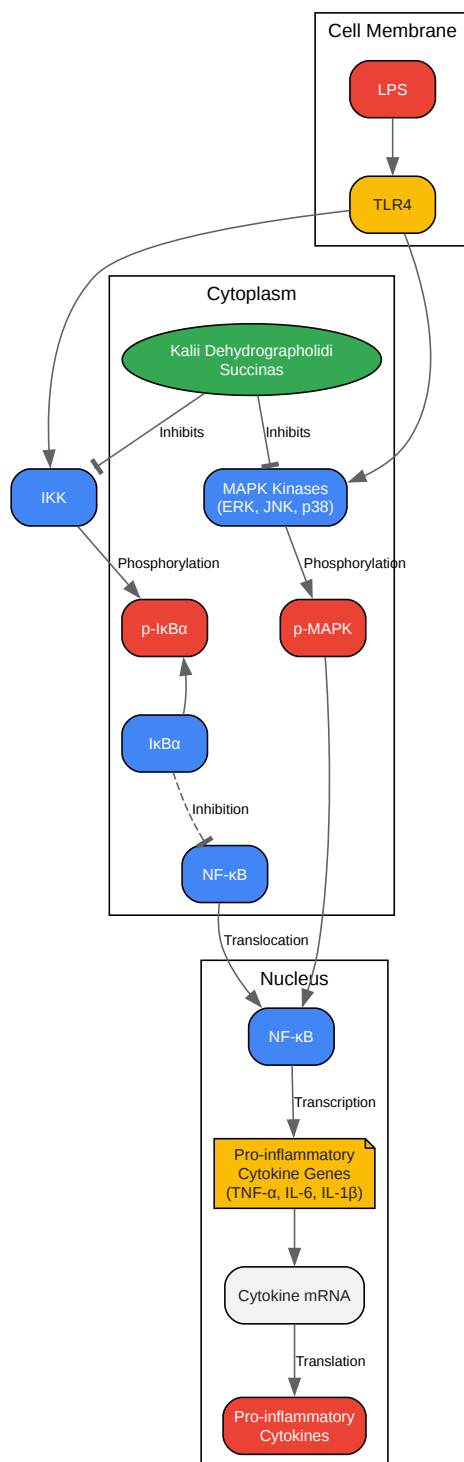 Cell Membrane
LPS
TLR4
Cytoplasm
Kalii Dehydrographolidi
Succinas
Inhibits
Inhibits
IKK
MAPK Kinases
(ERK, JNK, p38)
Phosphorylation
Phosphorylation
p-IκBα
p-MAPK
IκBα
Inhibition
NF-κB
Translocation
Nucleus
NF-κB
Transcription
Pro-inflammatory
Cytokine Genes
(TNF-α, IL-6, IL-1β)
Cytokine mRNA
Translation
Pro-inflammatory
Cytokines